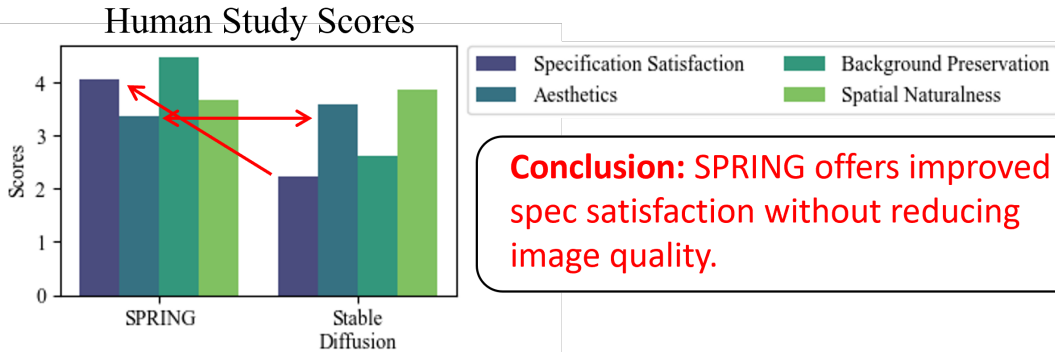 Human Study Scores
Scores
4
3
2
1
0
SPRING
Stable
Diffusion
Specification Satisfaction
Aesthetics
Background Preservation
Spatial Naturalness
Conclusion: SPRING offers improved
spec satisfaction without reducing
image quality.